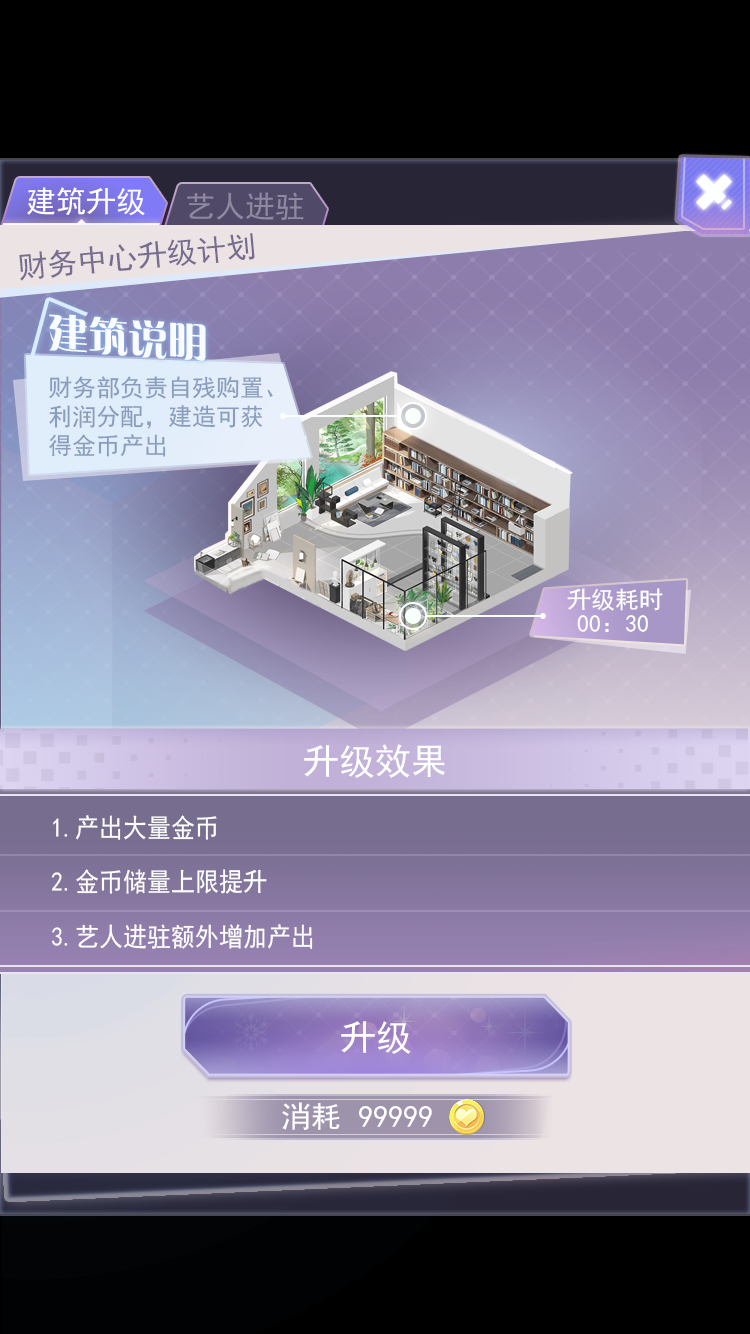 建筑升级
艺人进驻
财务中心升级计划
建筑说明
财务部负责自残购置、
利润分配，建造可获
得金币产出
升级耗时
00：30
升级效果
1.产出大量金币
2.金币储量上限提升
3.艺人进驻额外增加产出
升级
消耗 99999